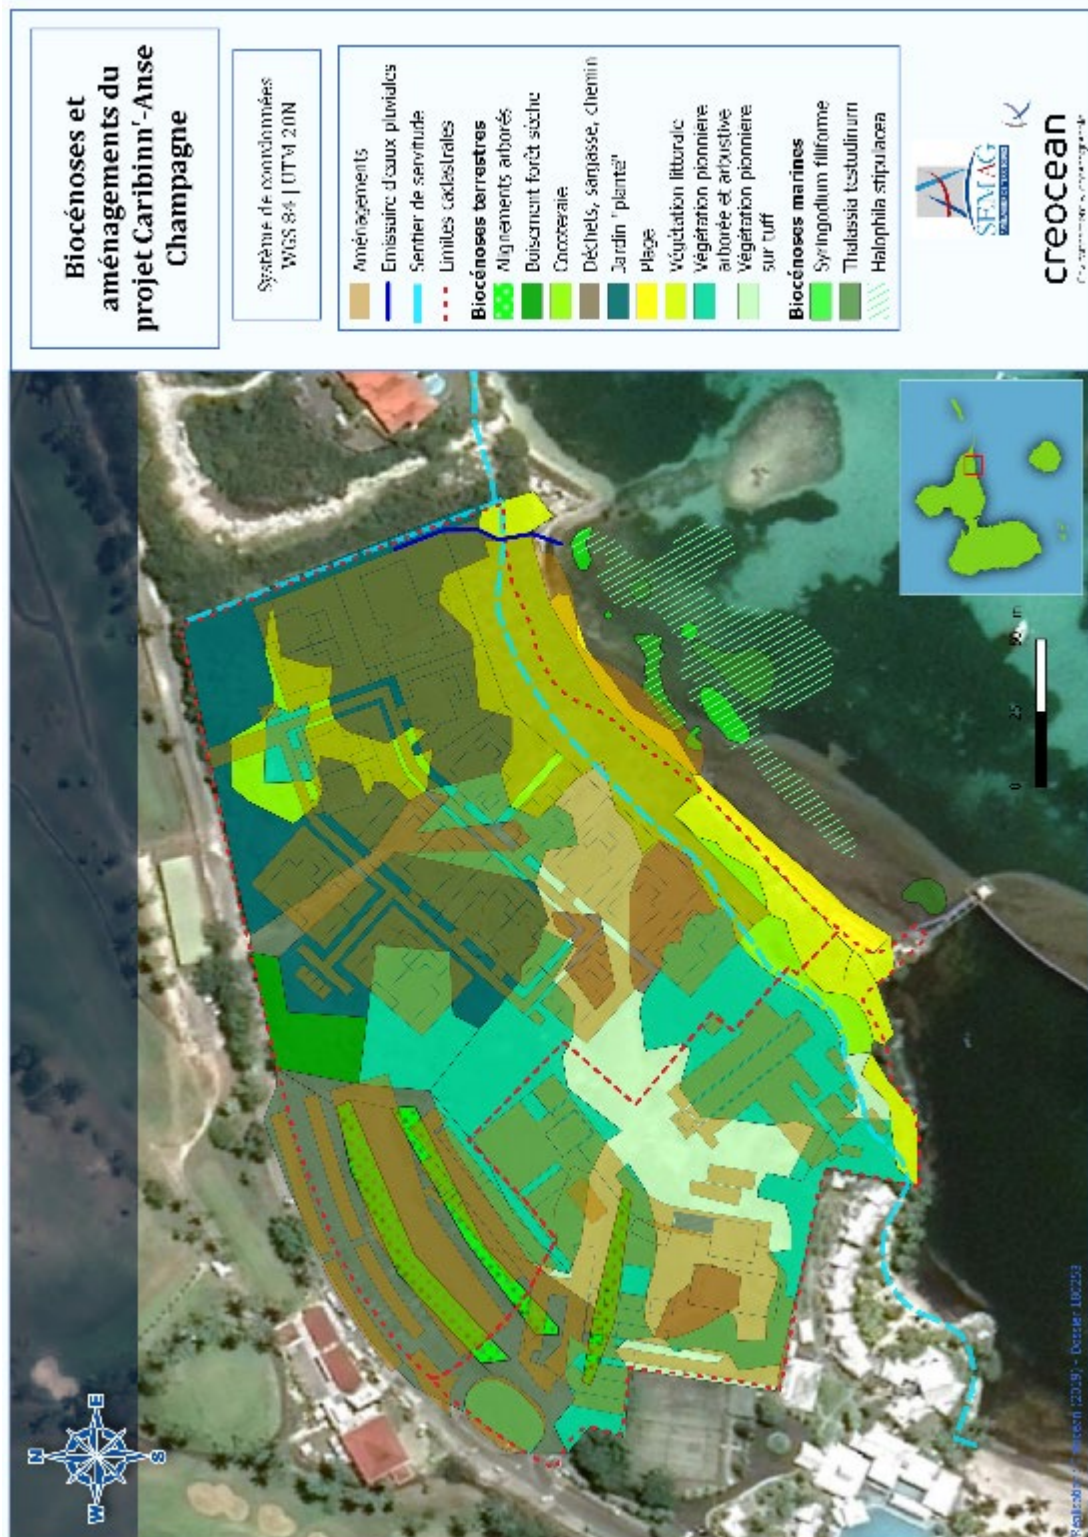 Biocénoses et
aménagements du
projet Caribinn'-Anse
Champagne
Système de coordonnées
WGS 84 | UTM 20N
Aménagements
Emissaire d'eaux pluviales
Sentier de servitude
Limites cadastrales
Biocénoses terrestres
Alignements arborés
Boisement forêt sèche
Cocoteraie
Déchets, sargasse, chemin
Jardin "planté"
Plage
Végétation littorale
Végétation pionnière
arborée et arbustive
Végétation pionnière
sur tuff
Biocénoses marines
Syringodium filiforme
Thalassia testudinum
Halophila stipulacea
SEMAG
creocean
N
E
S
W
0
25
50 m